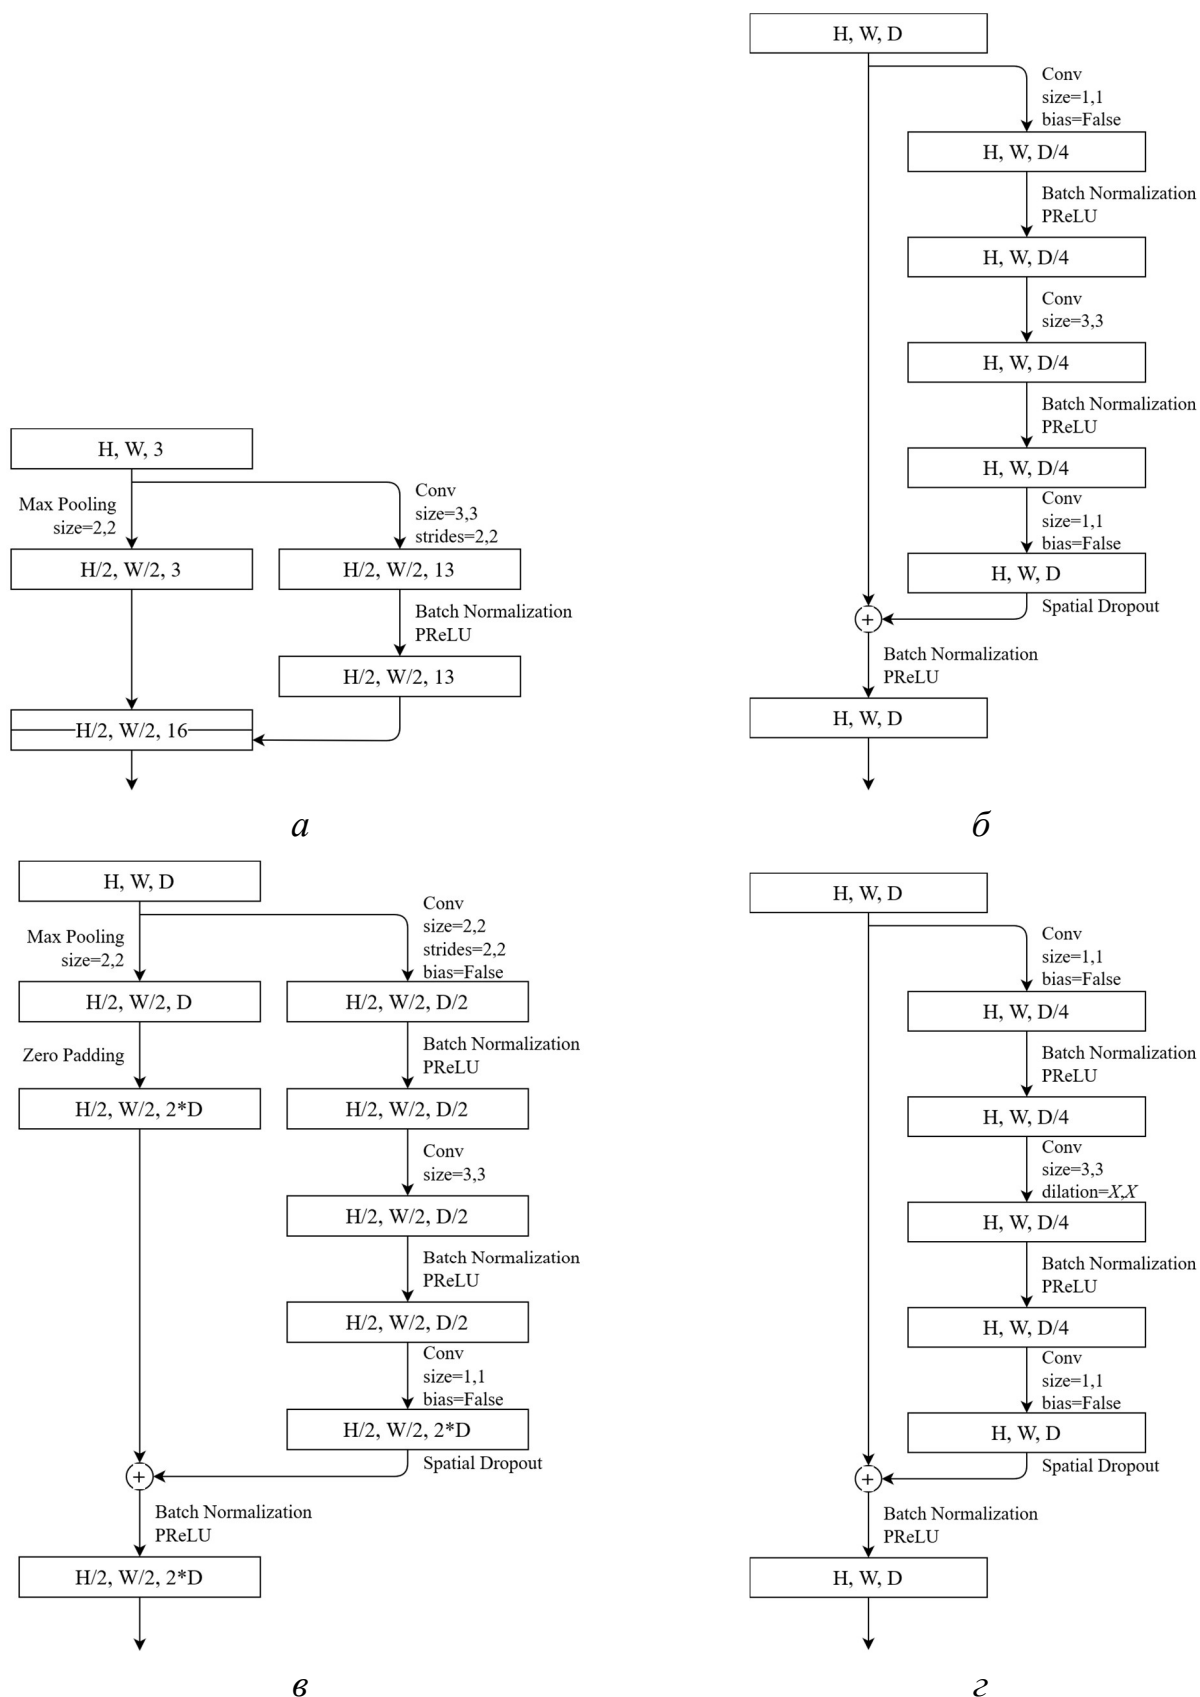 H, W, 3
Max Pooling
size=2,2
Conv
size=3,3
strides=2,2
H/2, W/2, 3
H/2, W/2, 13
Batch Normalization
PReLU
H/2, W/2, 13
H/2, W/2, 16
а
H, W, D
Conv
size=1,1
bias=False
H, W, D/4
Batch Normalization
PReLU
H, W, D/4
Conv
size=3,3
H, W, D/4
Batch Normalization
PReLU
H, W, D/4
Conv
size=1,1
bias=False
H, W, D
Spatial Dropout
+
Batch Normalization
PReLU
H, W, D
б
H, W, D
Max Pooling
size=2,2
Conv
size=2,2
strides=2,2
bias=False
H/2, W/2, D
H/2, W/2, D/2
Zero Padding
Batch Normalization
PReLU
H/2, W/2, 2*D
H/2, W/2, D/2
Conv
size=3,3
H/2, W/2, D/2
Batch Normalization
PReLU
H/2, W/2, D/2
Conv
size=1,1
bias=False
H/2, W/2, 2*D
Spatial Dropout
+
Batch Normalization
PReLU
H/2, W/2, 2*D
в
H, W, D
Conv
size=1,1
bias=False
H, W, D/4
Batch Normalization
PReLU
H, W, D/4
Conv
size=3,3
dilation=X,X
H, W, D/4
Batch Normalization
PReLU
H, W, D/4
Conv
size=1,1
bias=False
H, W, D
Spatial Dropout
+
Batch Normalization
PReLU
H, W, D
г